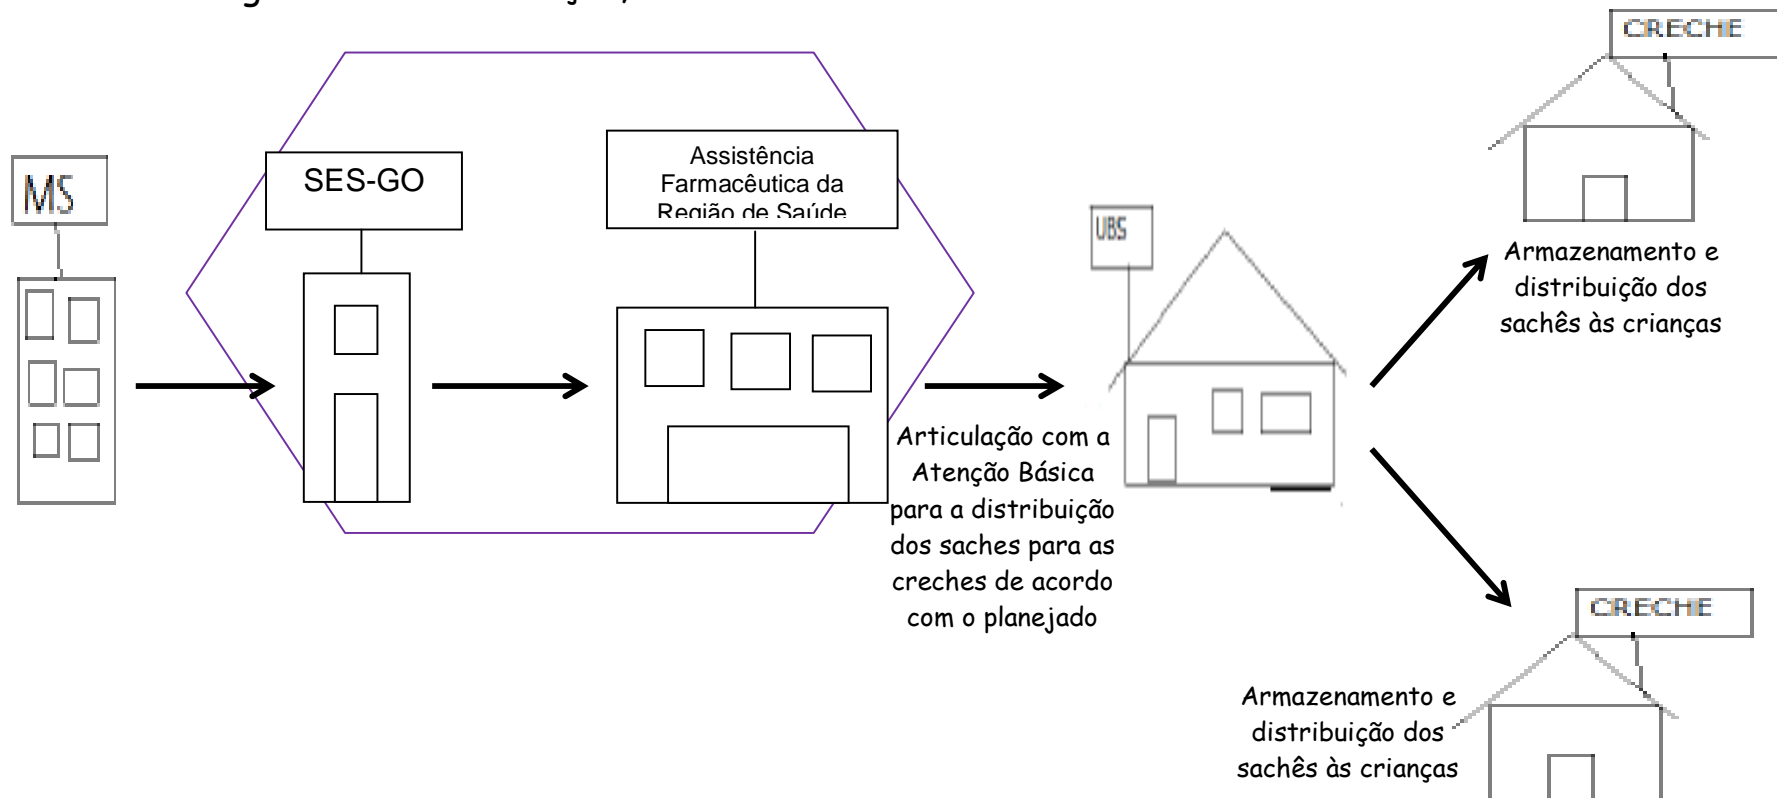 MS
SES-GO
Assistência
Farmacêutica da
Região de Saúde
UBS
Articulação com a
Atenção Básica
para a distribuição
dos saches para as
creches de acordo
com o planejado
CRECHE
Armazenamento e
distribuição dos
sachês às crianças
CRECHE
Armazenamento e
distribuição dos
sachês às crianças